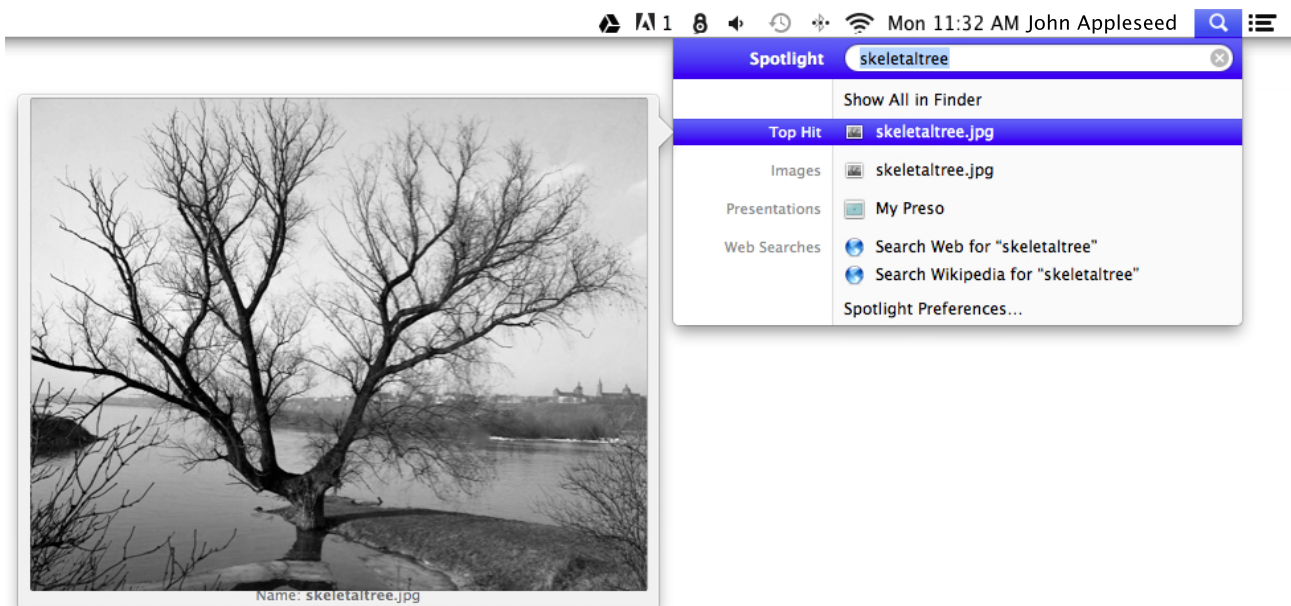 1 Mon 11:32 AM John Appleseed
Spotlight skeletaltree
Show All in Finder
Top Hit skeletaltree.jpg
Images skeletaltree.jpg
Presentations My Preso
Web Searches Search Web for “skeletaltree”
Search Wikipedia for “skeletaltree”
Spotlight Preferences...
Name: skeletaltree.jpg